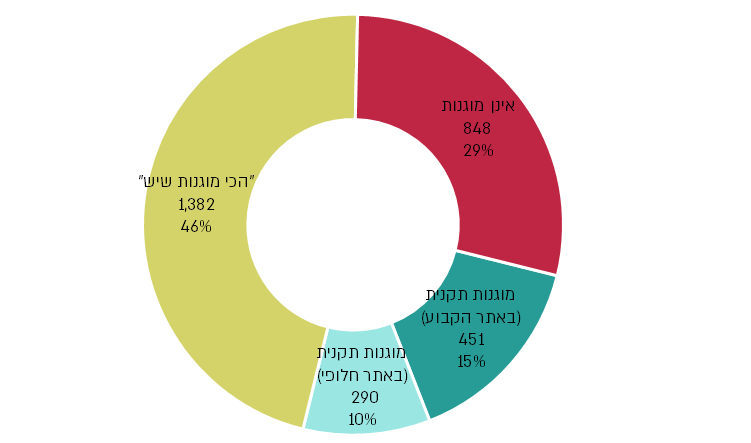 אינן מוגנות
848
29%
"הכי מוגנות שיש"
1,382
46%
מוגנות תקנית
(באתר הקבוע)
451
15%
מוגנות תקנית
(באתר חלופי)
290
10%